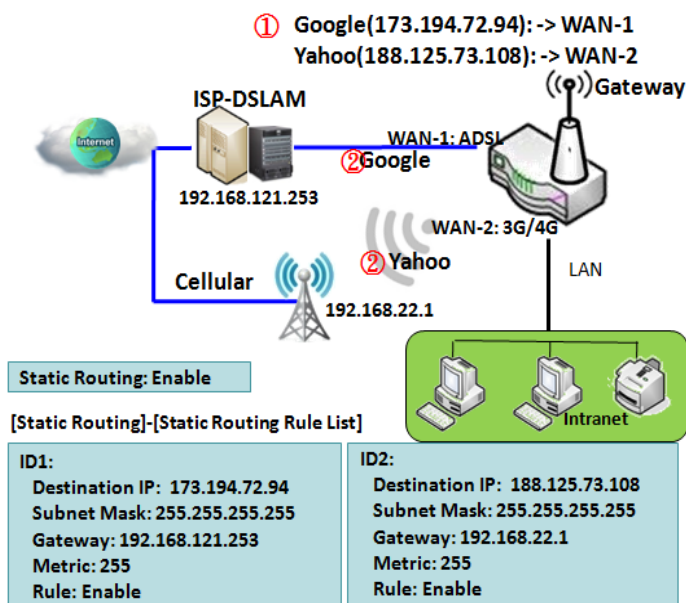 ① Google(173.194.72.94): -> WAN-1
Yahoo(188.125.73.108): -> WAN-2
Gateway
ISP-DSLAM
Internet
WAN-1: ADSL
②Google
192.168.121.253
WAN-2: 3G/4G
② Yahoo
LAN
Cellular
192.168.22.1
Intranet
Static Routing: Enable
[Static Routing]-[Static Routing Rule List]
ID1:
Destination IP: 173.194.72.94
Subnet Mask: 255.255.255.255
Gateway: 192.168.121.253
Metric: 255
Rule: Enable
ID2:
Destination IP: 188.125.73.108
Subnet Mask: 255.255.255.255
Gateway: 192.168.22.1
Metric: 255
Rule: Enable